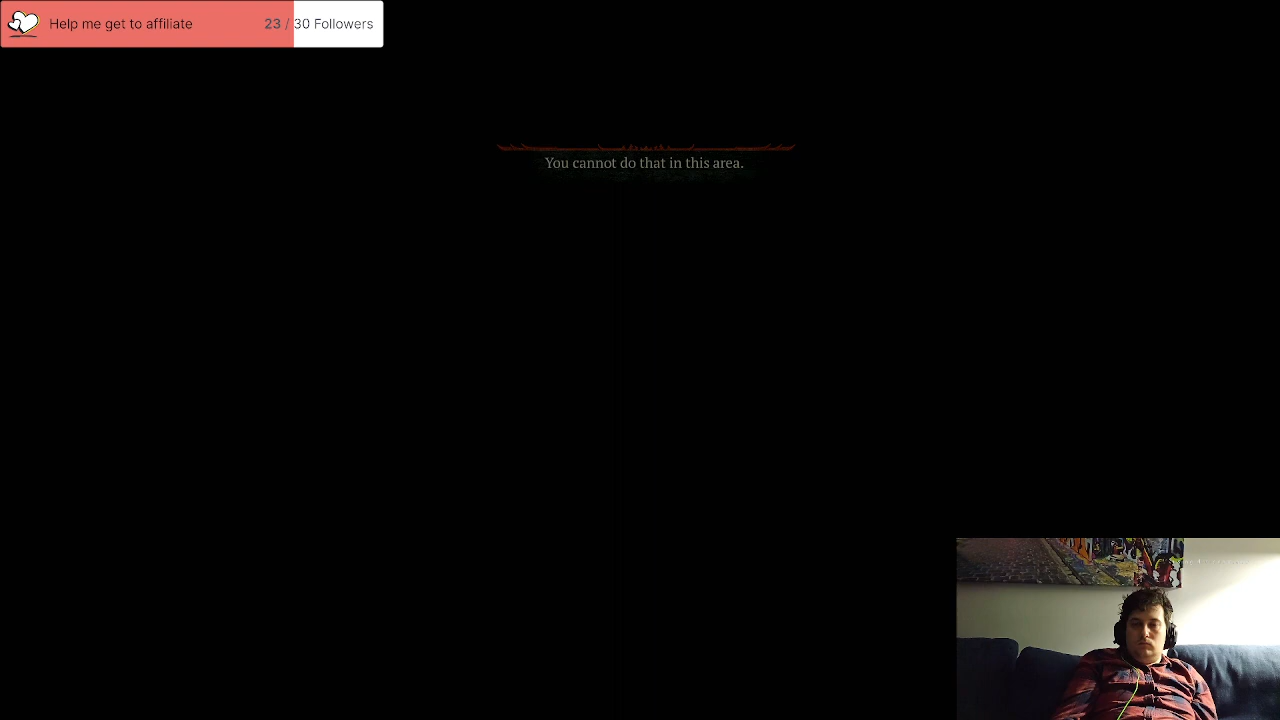 Help me get to affiliate 23 / 30 Followers
You cannot do that in this area.